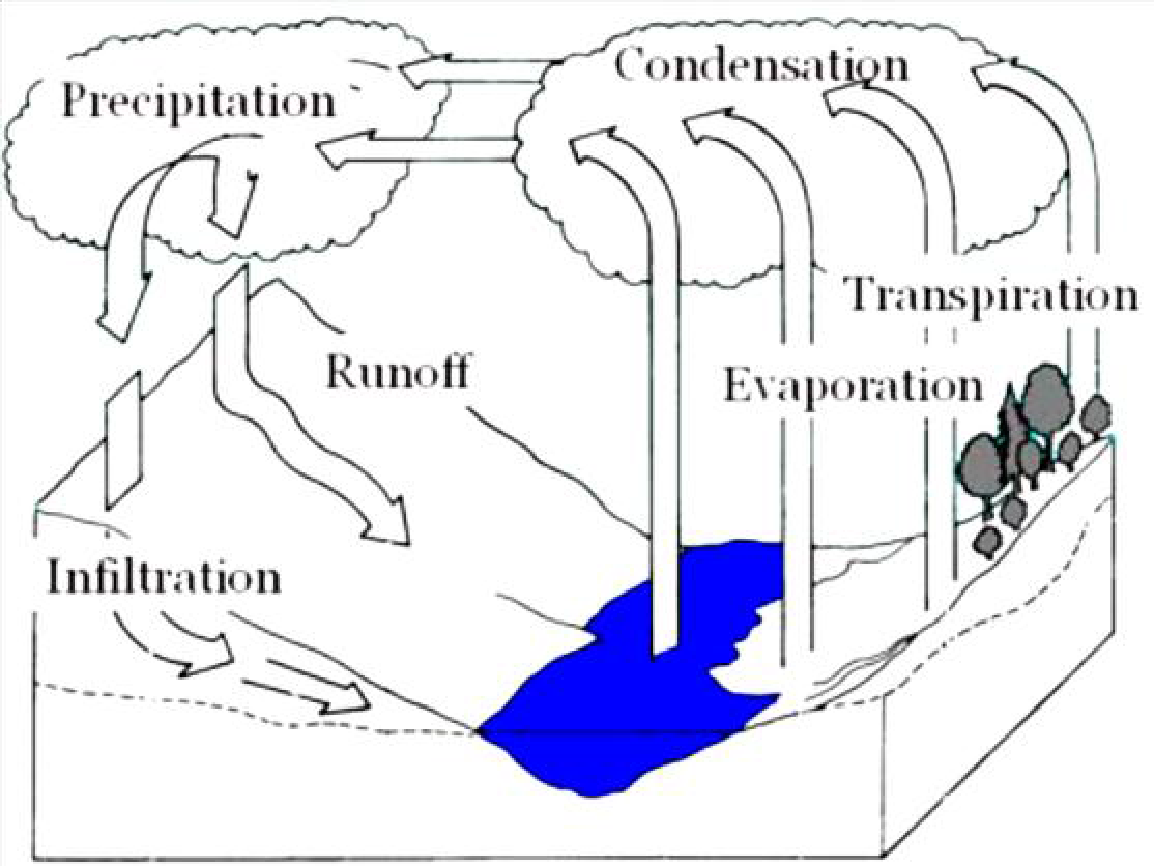 Condensation
Precipitation
Transpiration
Runoff
Evaporation
Infiltration